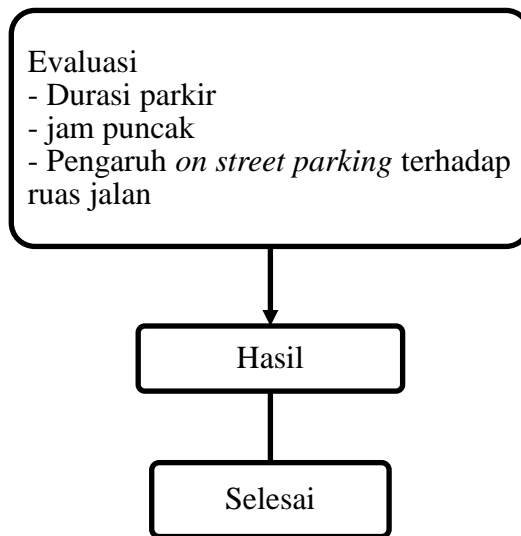 Evaluasi
- Durasi parkir
- jam puncak
- Pengaruh on street parking terhadap
ruas jalan
Hasil
Selesai